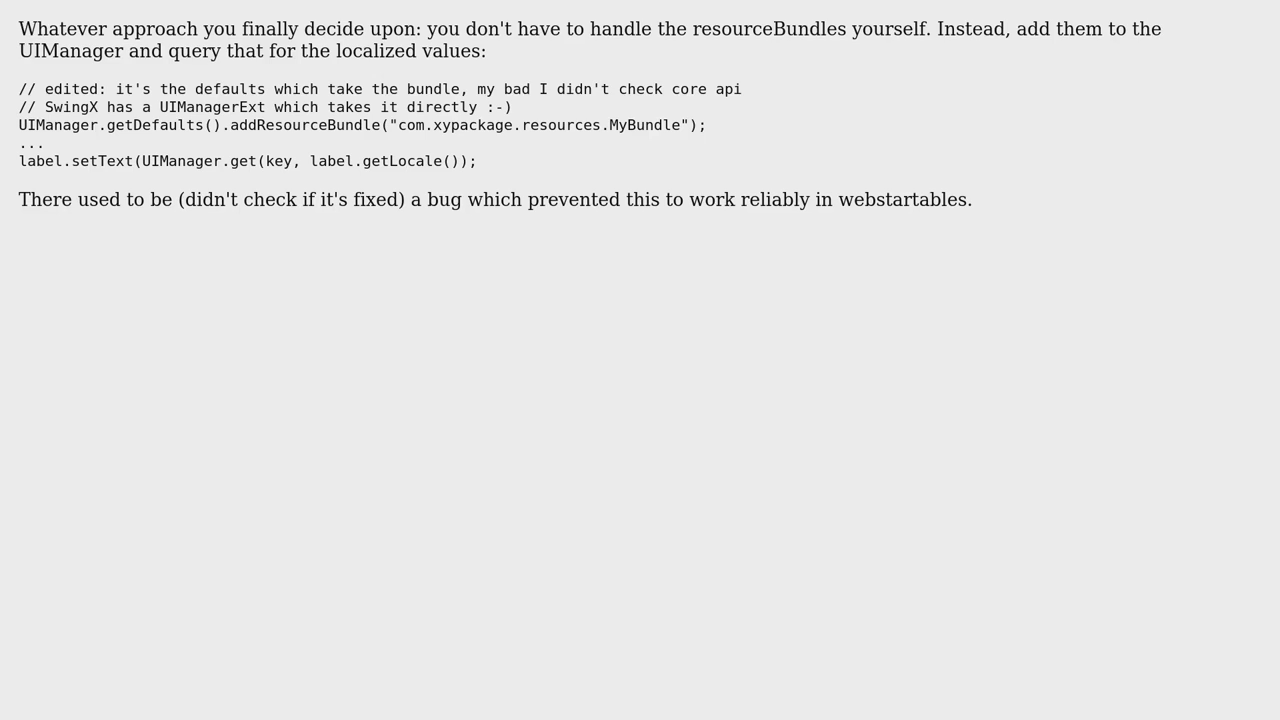 Whatever approach you finally decide upon: you don't have to handle the resourceBundles yourself. Instead, add them to the
UIManager and query that for the localized values:
// edited: it's the defaults which take the bundle, my bad I didn't check core api
// SwingX has a UIManagerExt which takes it directly :-)
UIManager.getDefaults().addResourceBundle("com.xypackage.resources.MyBundle");
...
label.setText(UIManager.get(key, label.getLocale());
There used to be (didn't check if it's fixed) a bug which prevented this to work reliably in webstartables.